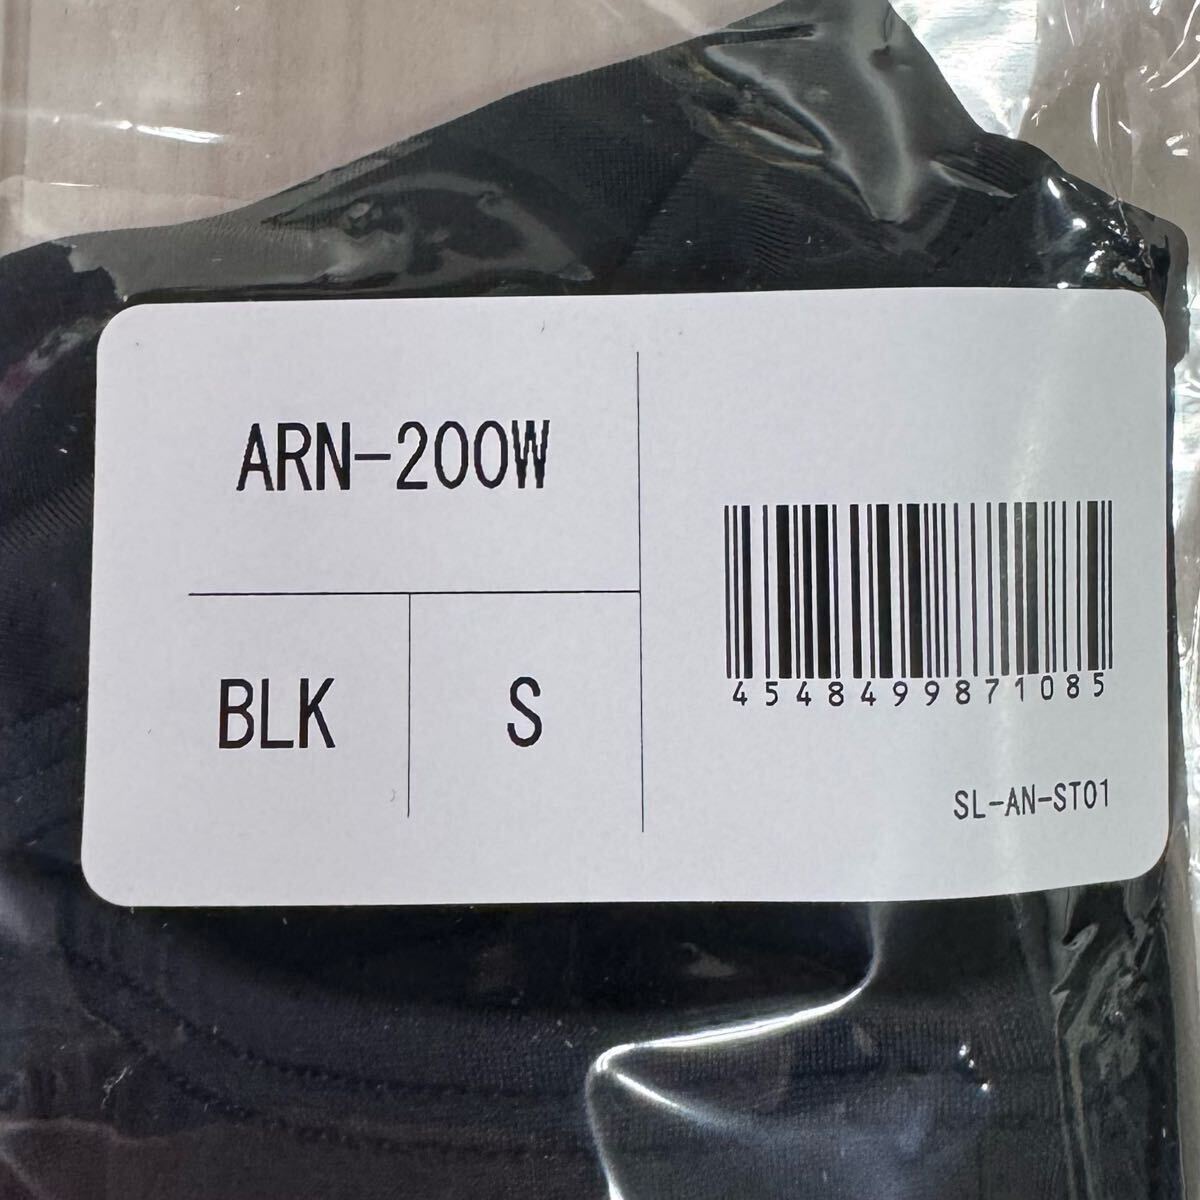 ARN-200W
BLK
S
4548499871085
SL-AN-ST01